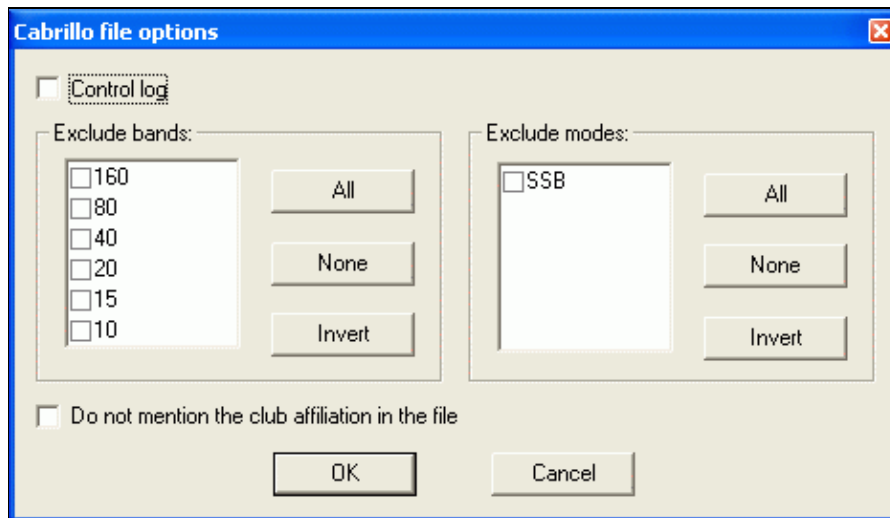 Cabrillo file options
Control log
Exclude bands:
160
80
40
20
15
10
All
None
Invert
Exclude modes:
SSB
All
None
Invert
Do not mention the club affiliation in the file
OK
Cancel